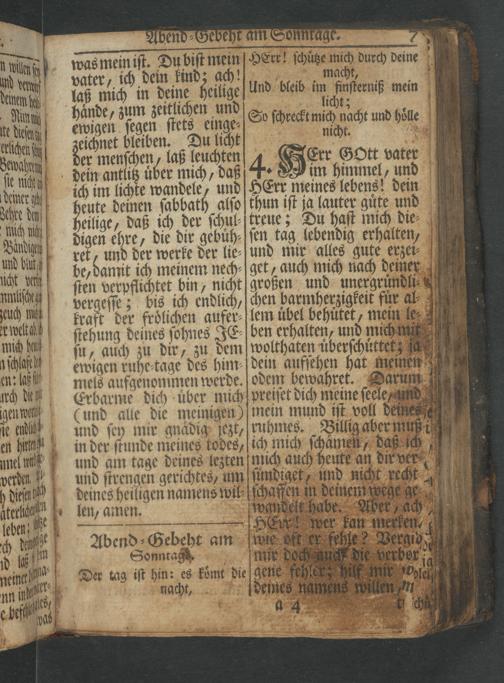 Abend-Gebeht am Sonntage. 7
was mein ist. Du bist mein
vater, ich dein kind; ach!
laß mich in deine heilige
hände, zum zeitlichen und
ewigen segen stets einge-
zeichnet bleiben. Du licht
der menschen, laß leuchten
dein antlitz über mich, daß
ich im lichte wandele, und
heute deinen sabbath also
heilige, daß ich der schul-
digen ehre, die dir gebüh-
ret, und der werke der lie-
be, damit ich meinem nech-
sten verpflichtet bin, nicht
vergesse; bis ich endlich,
kraft der frölichen aufer-
stehung deines sohnes JE-
su, auch zu dir, zu dem
ewigen ruhe-tage des him-
mels aufgenommen werde.
Erbarme dich über mich
(und alle die meinigen)
und sey mir gnädig jezt,
in der stunde meines todes,
und am tage deines lezten
und strengen gerichtes, um
deines heiligen namens wil-
len, amen.
Abend-Gebeht am
Sonntage.
Der tag ist hin: es kömt die
nacht,
HErr! schütze mich durch deine
macht,
Und bleib im finsterniß mein
licht;
So schreckt mich nacht und hölle
nicht.
4. HErr GOtt vater
im himmel, und
HErr meines lebens! dein
thun ist ja lauter güte und
treue; Du hast mich die-
sen tag lebendig erhalten,
und mir alles gute erzei-
get, auch mich nach deiner
großen und unergründli-
chen barmherzigkeit für al-
lem übel behütet, mein le-
ben erhalten, und mich mit
wolthaten überschüttet; ja
dein aufsehen hat meinen
odem bewahret. Darum
preiset dich meine seele, und
mein mund ist voll deines
ruhmes. Billig aber muß
ich mich schämen, daß ich
mich auch heute an dir ver-
sündiget, und nicht recht
schaffen in deinem wege ge-
wandelt habe. Aber, ach
HErr! wer kan merken,
wie oft er fehle? Vergib
mir doch auch die verbor
gene fehler; hilf mir
deines namens willen,
a 4